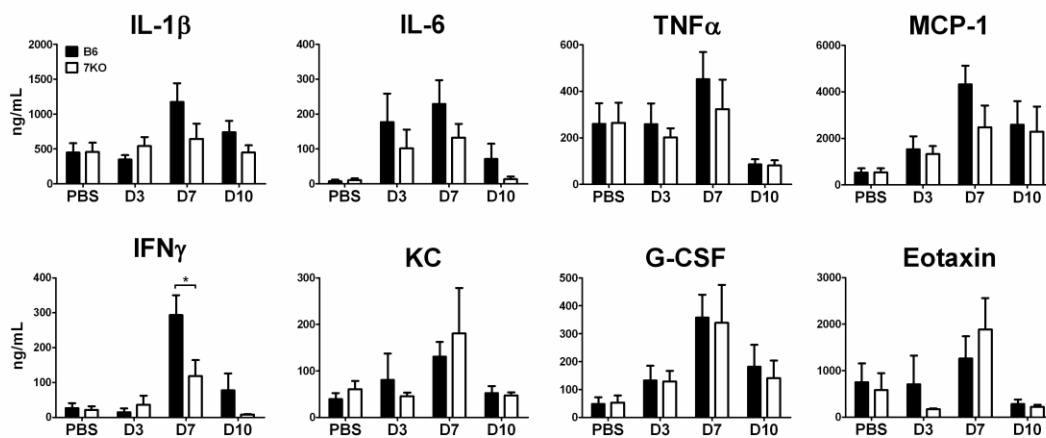 IL-1β
2000
1500
1000
500
0
ng/mL
B6
7KO
PBS D3 D7 D10
IL-6
400
300
200
100
0
PBS D3 D7 D10
TNFα
600
400
200
0
PBS D3 D7 D10
MCP-1
6000
4000
2000
0
PBS D3 D7 D10
IFNγ
400
300
200
100
0
ng/mL
*
PBS D3 D7 D10
KC
300
200
100
0
PBS D3 D7 D10
G-CSF
500
400
300
200
100
0
PBS D3 D7 D10
Eotaxin
3000
2000
1000
0
PBS D3 D7 D10